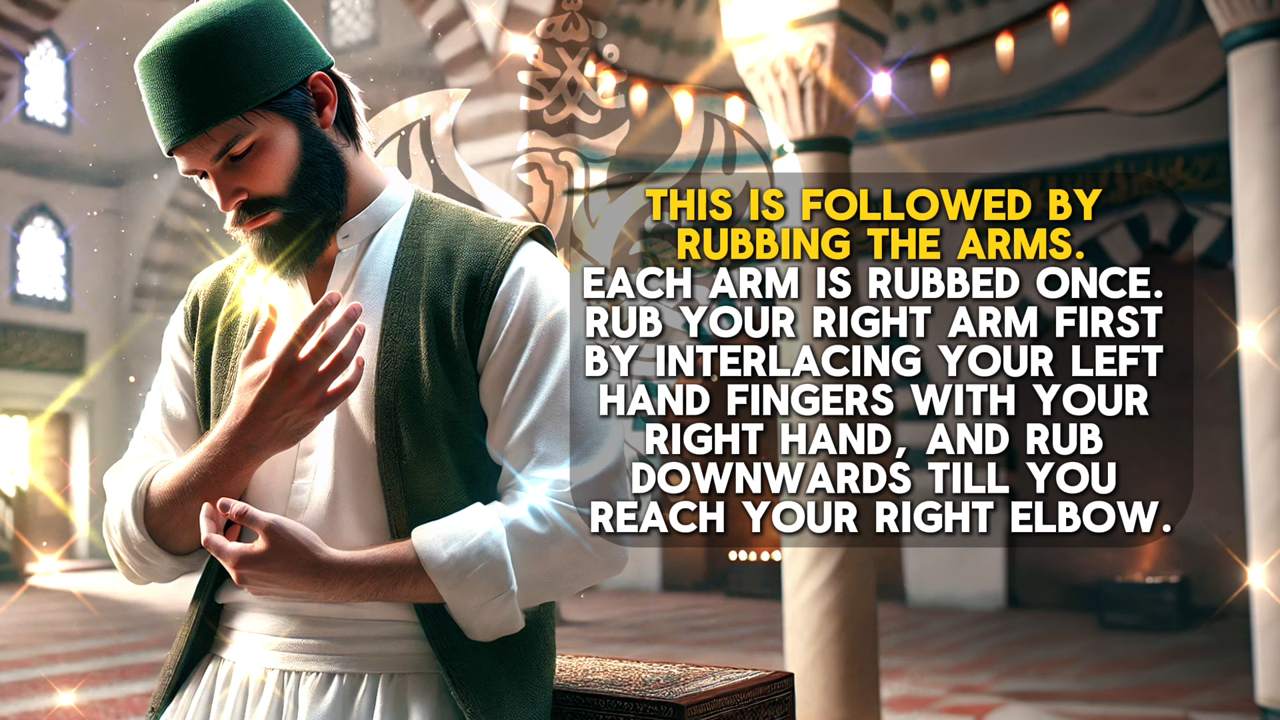 THIS IS FOLLOWED BY
RUBBING THE ARMS.
EACH ARM IS RUBBED ONCE.
RUB YOUR RIGHT ARM FIRST
BY INTERLACING YOUR LEFT
HAND FINGERS WITH YOUR
RIGHT HAND, AND RUB
DOWNWARDS TILL YOU
REACH YOUR RIGHT ELBOW.